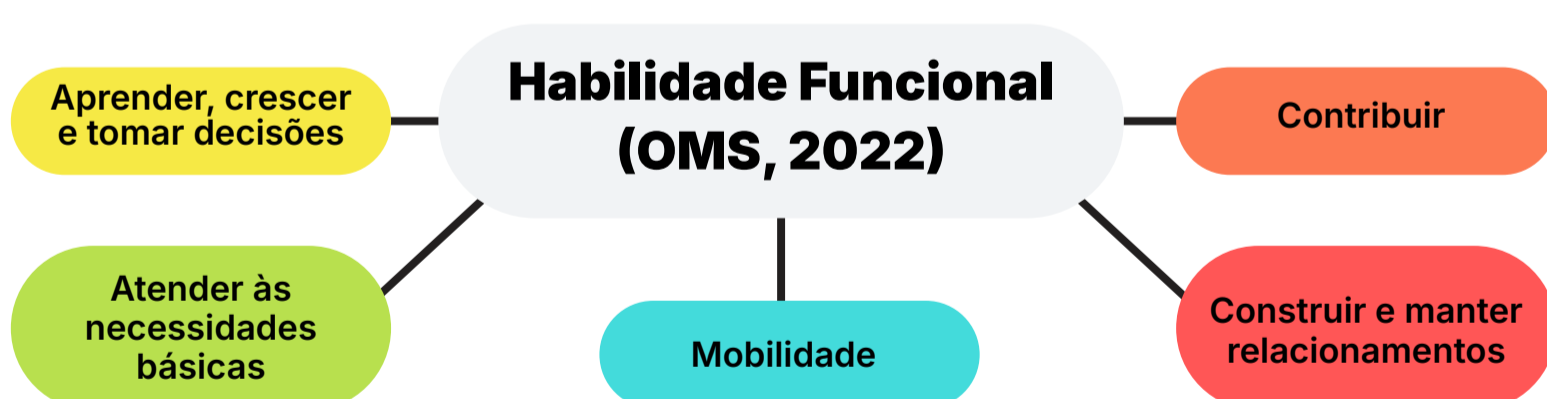 Habilidade Funcional
(OMS, 2022)
Aprender, crescer
e tomar decisões
Contribuir
Atender às
necessidades
básicas
Mobilidade
Construir e manter
relacionamentos